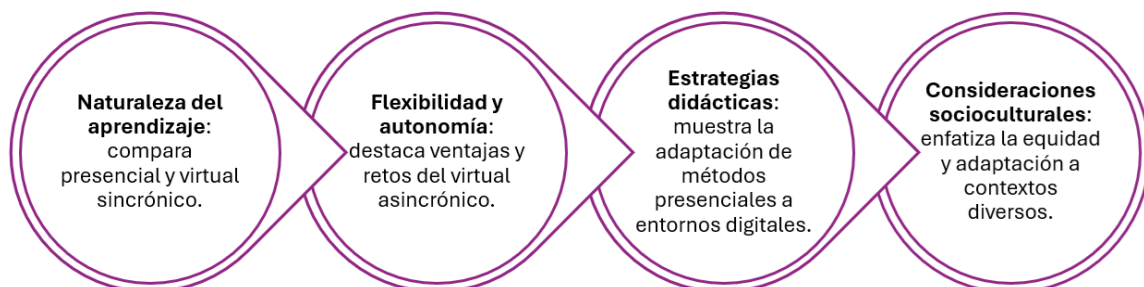 Naturaleza del
aprendizaje:
compara
presencial y virtual
sincrónico.
Flexibilidad y
autonomía:
destaca ventajas y
retos del virtual
asincrónico.
Estrategias
didácticas:
muestra la
adaptación de
métodos
presenciales a
entornos digitales.
Consideraciones
socioculturales:
enfatiza la equidad
y adaptación a
contextos
diversos.